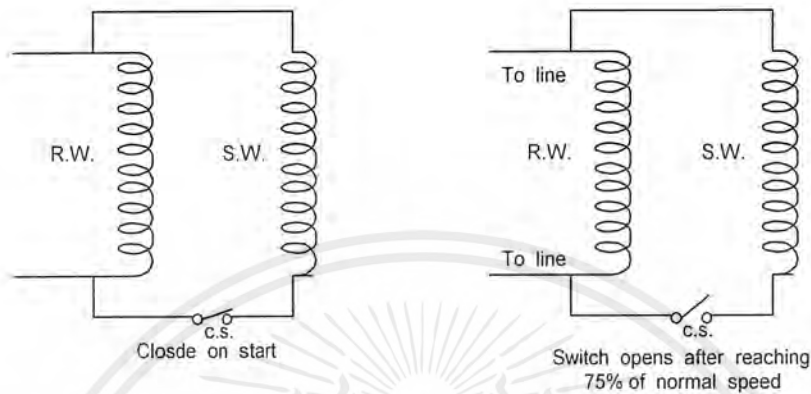 R.W.
S.W.
c.s.
Closde on start
To line
R.W.
S.W.
To line
c.s.
Switch opens after reaching
75% of normal speed